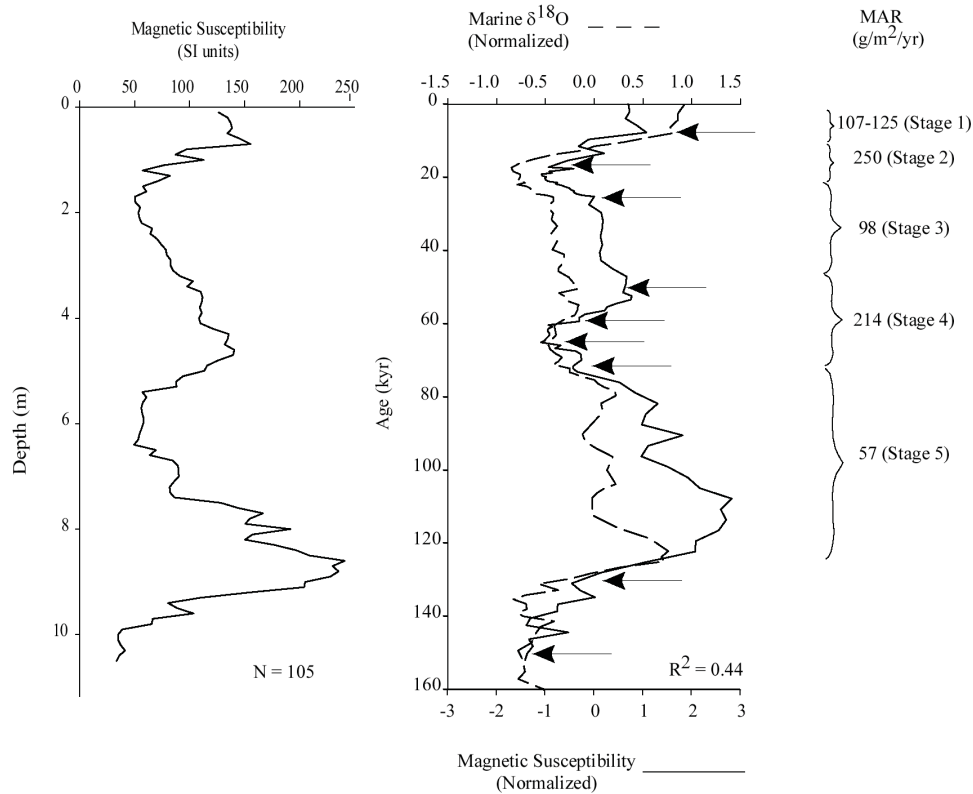 Magnetic Susceptibility
(SI units)
0 50 100 150 200 250
0
2
4
6
8
10
Depth (m)
N = 105
Marine δ18O
(Normalized)
-1.5 -1.0 -0.5 0.0 0.5 1.0 1.5
0
20
40
60
80
100
120
140
160
Age (kyr)
R2 = 0.44
-3 -2 -1 0 1 2 3
Magnetic Susceptibility
(Normalized)
MAR
(g/m2/yr)
107-125 (Stage 1)
250 (Stage 2)
98 (Stage 3)
214 (Stage 4)
57 (Stage 5)